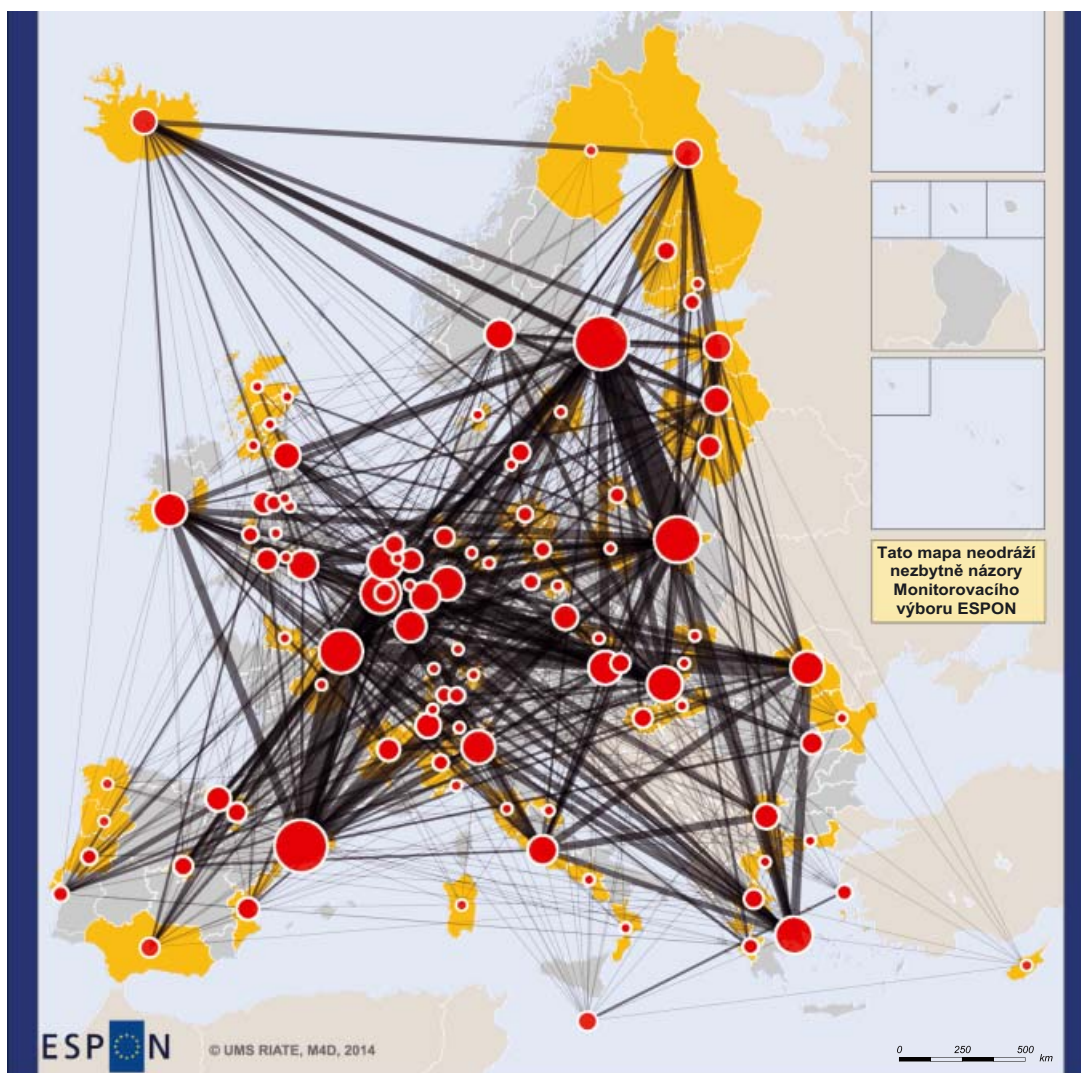 Tato mapa neodráží
nezbytně názory
Monitorovacího
výboru ESPON
ESPON
© UMS RIATE, M4D, 2014
0 250 500 km